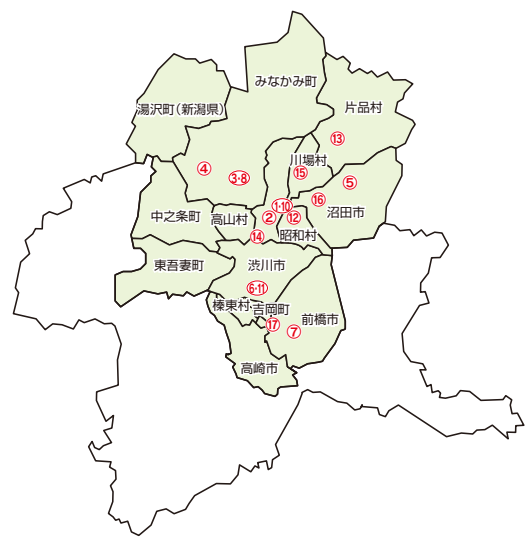 みなかみ町
湯沢町(新潟県)
片品村
⑬
川場村
④
③・⑧
⑮
⑤
⑯
①・⑩
中之条町
高山村
②
⑫
沼田市
⑭
昭和村
東吾妻町
渋川市
⑥・⑪
榛東村
吉岡町
前橋市
⑰
⑦
高崎市